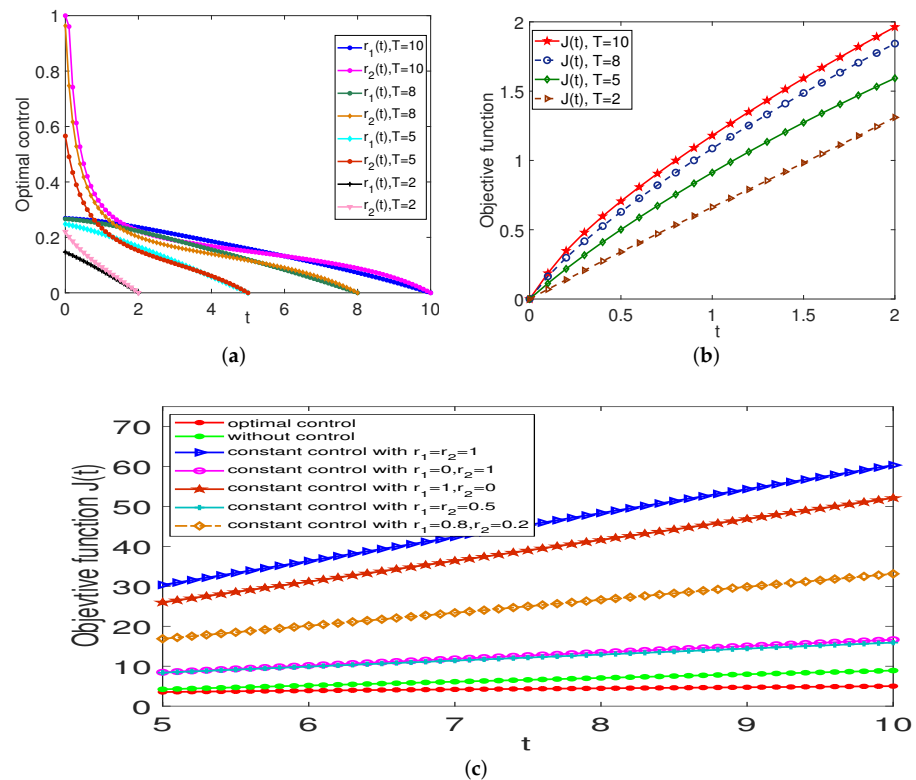 1
0.8
0.6
0.4
0.2
0
Optimal control
0
2
4
6
8
10
t
r1(t),T=10
r2(t),T=10
r1(t),T=8
r2(t),T=8
r1(t),T=5
r2(t),T=5
r1(t),T=2
r2(t),T=2
(a)
2
1.5
1
0.5
0
Objective function
0
0.5
1
1.5
2
t
J(t), T=10
J(t), T=8
J(t), T=5
J(t), T=2
(b)
70
60
50
40
30
20
10
0
Objevtive function J(t)
optimal control
without control
constant control with r1=r2=1
constant control with r1=0,r2=1
constant control with r1=1,r2=0
constant control with r1=r2=0.5
constant control with r1=0.8,r2=0.2
5
6
7
8
9
10
t
(c)